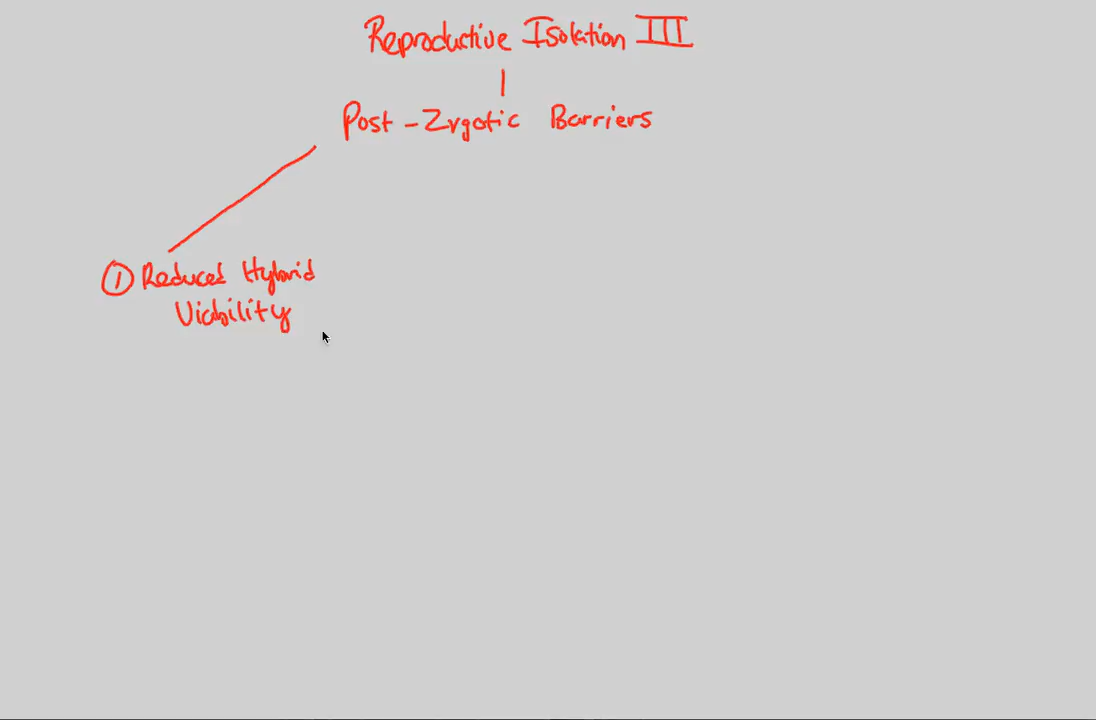 Reproductive Isolation III
Post-Zygotic Barriers
① Reduced Hybrid
Viability